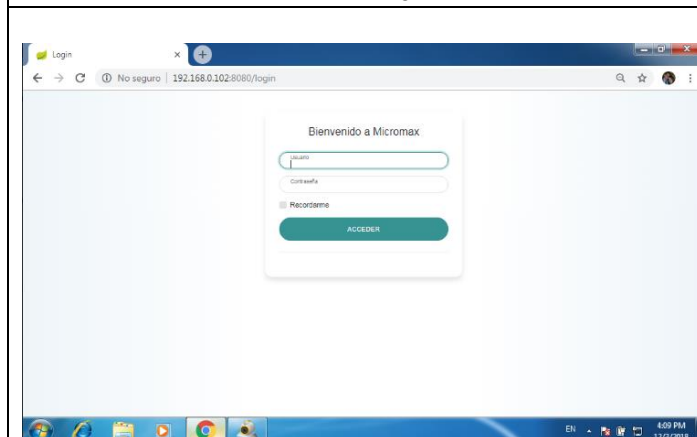 Login
No seguro | 192.168.0.102:8080/login
Bienvenido a Micromax
Usuario
Contraseña
Recordarme
ACCEDER
EN
4:09 PM